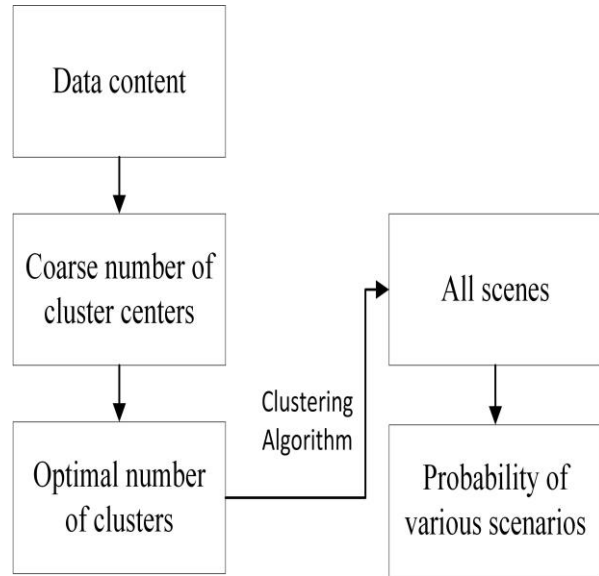 Data content
Coarse number of
cluster centers
Optimal number
of clusters
Clustering
Algorithm
All scenes
Probability of
various scenarios